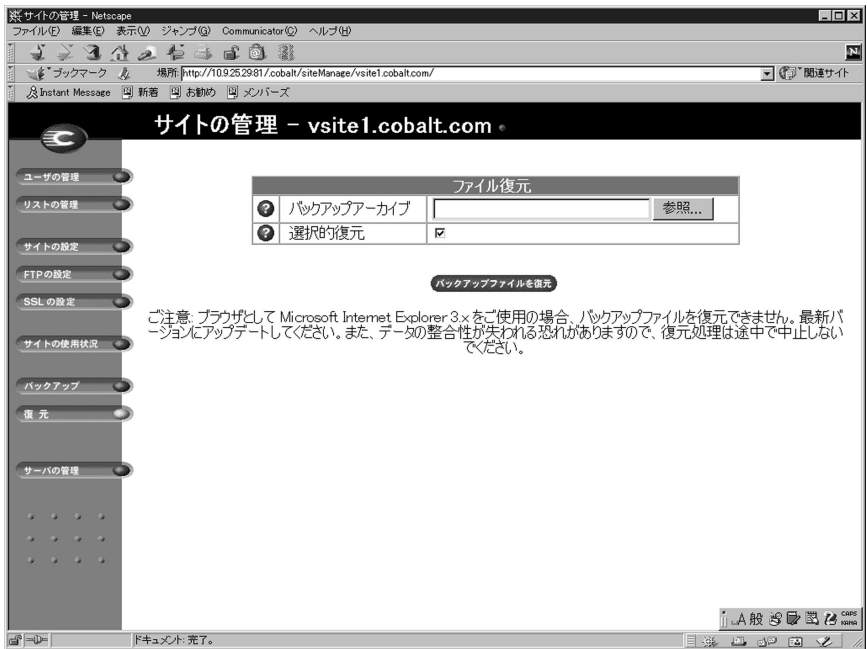 サイトの管理 - Netscape
ファイル(F) 編集(E) 表示(V) ジャンプ(G) Communicator(C) ヘルプ(H)
ブックマーク 場所: http://10.9.25.29:81/.cobalt/siteManage/vsite1.cobalt.com/ 関連サイト
Instant Message 新着 お勧め メンバーズ
サイトの管理 - vsite1.cobalt.com
ユーザの管理
リストの管理
サイトの設定
FTPの設定
SSLの設定
サイトの使用状況
バックアップ
復元
サーバの管理
ファイル復元
バックアップアーカイブ 参照...
選択的復元
バックアップファイルを復元
ご注意: ブラウザとして Microsoft Internet Explorer 3.x をご使用の場合、バックアップファイルを復元できません。最新バ
ージョンにアップデートしてください。また、データの整合性が失われる恐れがありますので、復元処理は途中で中止しない
でください。
A 般 CAPS
KANA
ドキュメント: 完了。